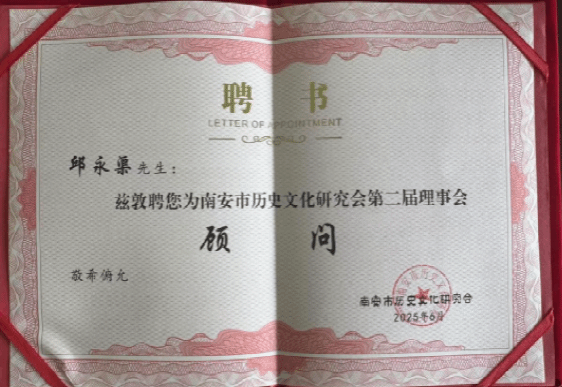 聘 书
LETTER OF APPOINTMENT
邱永渠先生：
兹敦聘您为南安市历史文化研究会第二届理事会
顾 问
敬希俯允
南安市历史文化研究会
2025年6月